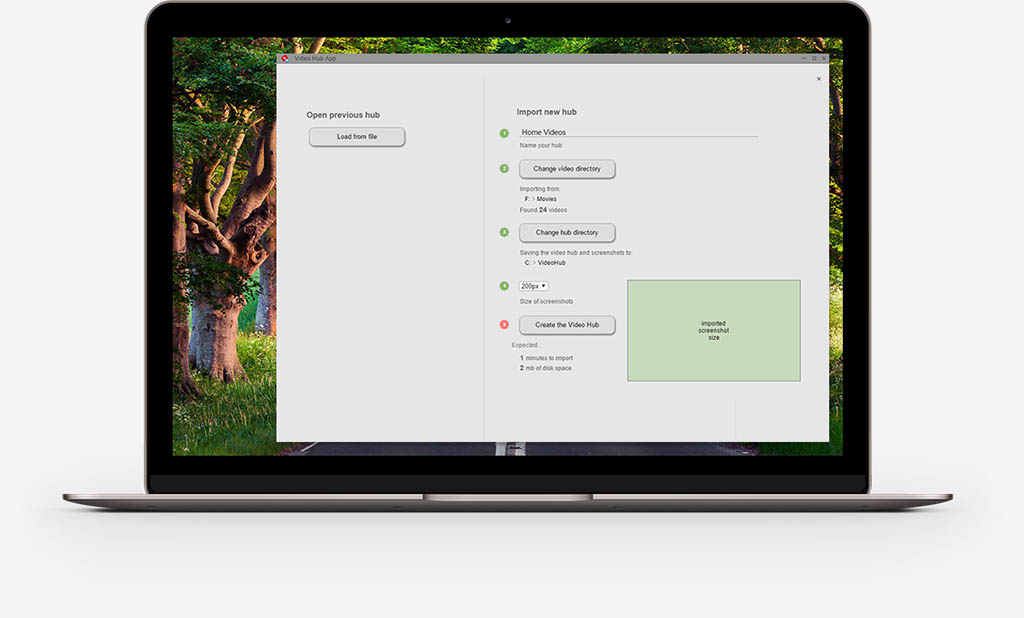 Video Hub App
Open previous hub
Load from file
Import new hub
1
Home Videos
Name your hub
2
Change video directory
Importing from:
F: > Movies
Found 24 videos
3
Change hub directory
Saving the video hub and screenshots to:
C: > VideoHub
4
200px
Size of screenshots
5
Create the Video Hub
Expected:
1 minutes to import
2 mb of disk space
imported
screenshot
size